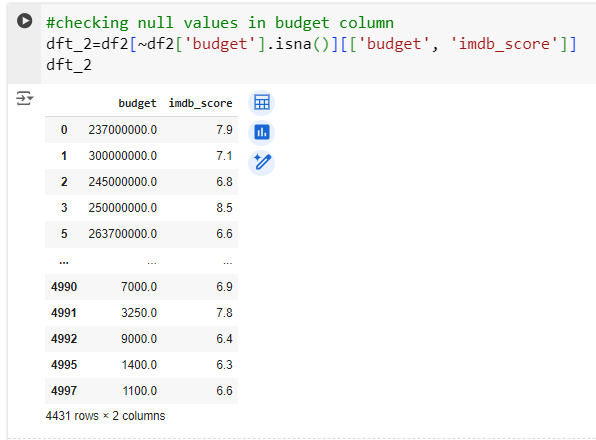 #checking null values in budget column
dft_2=df2[~df2['budget'].isna()][['budget', 'imdb_score']]
dft_2
budget imdb_score
0 237000000.0 7.9
1 300000000.0 7.1
2 245000000.0 6.8
3 250000000.0 8.5
5 263700000.0 6.6
... ... ...
4990 7000.0 6.9
4991 3250.0 7.8
4992 9000.0 6.4
4995 1400.0 6.3
4997 1100.0 6.6
4431 rows × 2 columns